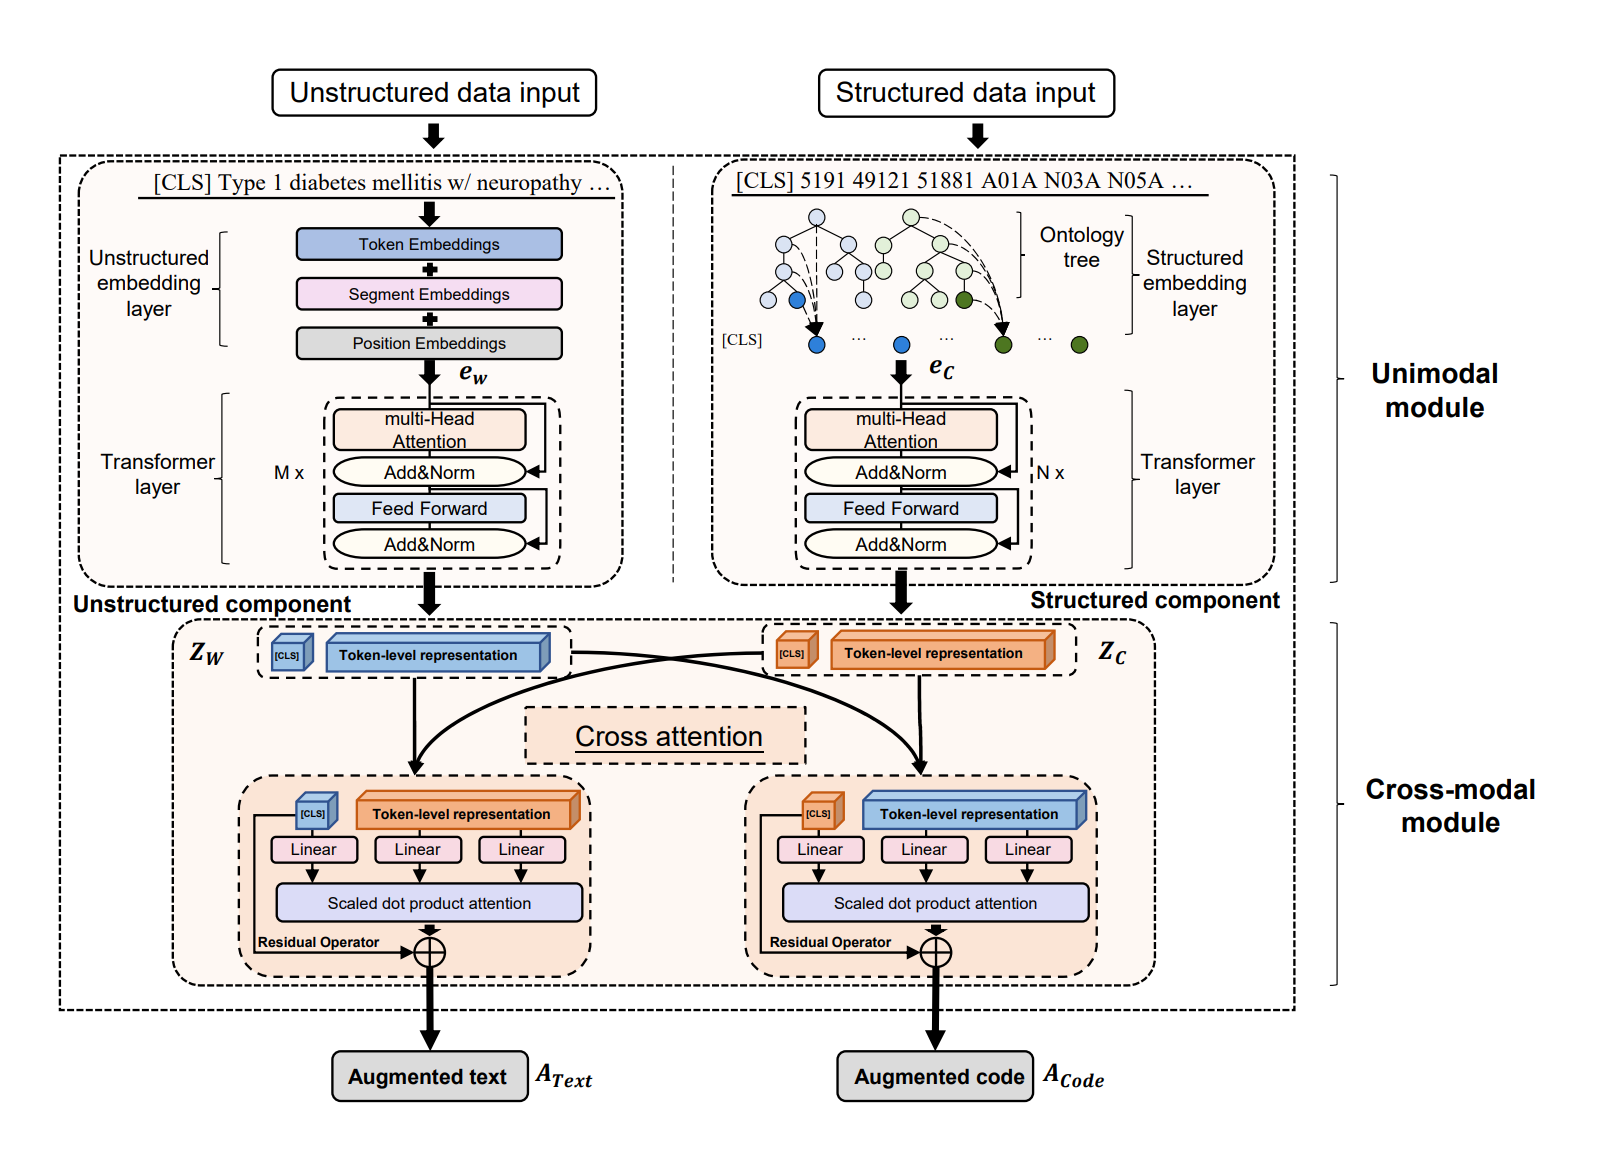 Unstructured data input
Structured data input
[CLS] Type 1 diabetes mellitis w/ neuropathy ...
[CLS] 5191 49121 51881 A01A N03A N05A ...
Unstructured
embedding
layer
Token Embeddings
Segment Embeddings
Position Embeddings
Ontology
tree
Structured
embedding
layer
[CLS]
...
...
...
e_w
e_C
Unimodal
module
Transformer
layer
M x
multi-Head
Attention
Add&Norm
Feed Forward
Add&Norm
multi-Head
Attention
Add&Norm
Feed Forward
Add&Norm
N x
Transformer
layer
Unstructured component
Structured component
Z_W
[CLS]
Token-level representation
[CLS]
Token-level representation
Z_C
Cross attention
Cross-modal
module
[CLS]
Token-level representation
Linear
Linear
Linear
Scaled dot product attention
Residual Operator
[CLS]
Token-level representation
Linear
Linear
Linear
Scaled dot product attention
Residual Operator
Augmented text
A_Text
Augmented code
A_Code